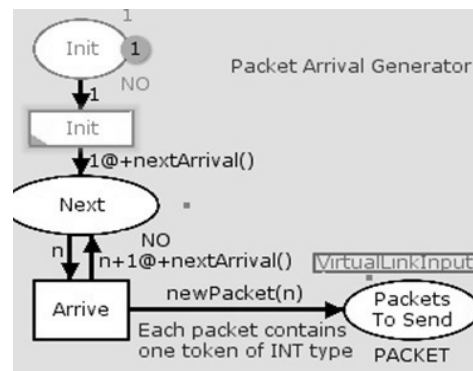 1
Init
1
Packet Arrival Generator
NO
1
Init
1@+nextArrival()
Next
n
NO
n+1@+nextArrival()
VirtualLinkInput
Arrive
newPacket(n)
Packets
To Send
Each packet contains
one token of INT type
PACKET